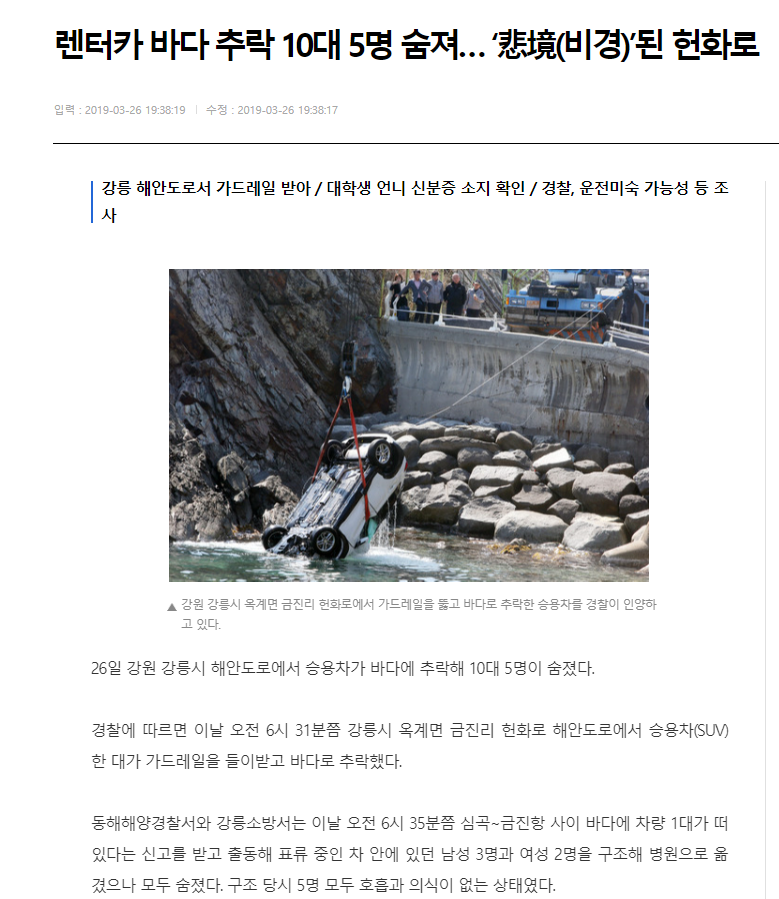 렌터카 바다 추락 10대 5명 숨져… ‘悲境(비경)’된 헌화로
입력 : 2019-03-26 19:38:19 | 수정 : 2019-03-26 19:38:17
강릉 해안도로서 가드레일 받아 / 대학생 언니 신분증 소지 확인 / 경찰, 운전미숙 가능성 등 조
사
▲ 강원 강릉시 옥계면 금진리 헌화로에서 가드레일을 뚫고 바다로 추락한 승용차를 경찰이 인양하
고 있다.
26일 강원 강릉시 해안도로에서 승용차가 바다에 추락해 10대 5명이 숨졌다.
경찰에 따르면 이날 오전 6시 31분쯤 강릉시 옥계면 금진리 헌화로 해안도로에서 승용차(SUV)
한 대가 가드레일을 들이받고 바다로 추락했다.
동해해양경찰서와 강릉소방서는 이날 오전 6시 35분쯤 심곡~금진항 사이 바다에 차량 1대가 떠
있다는 신고를 받고 출동해 표류 중인 차 안에 있던 남성 3명과 여성 2명을 구조해 병원으로 옮
겼으나 모두 숨졌다. 구조 당시 5명 모두 호흡과 의식이 없는 상태였다.